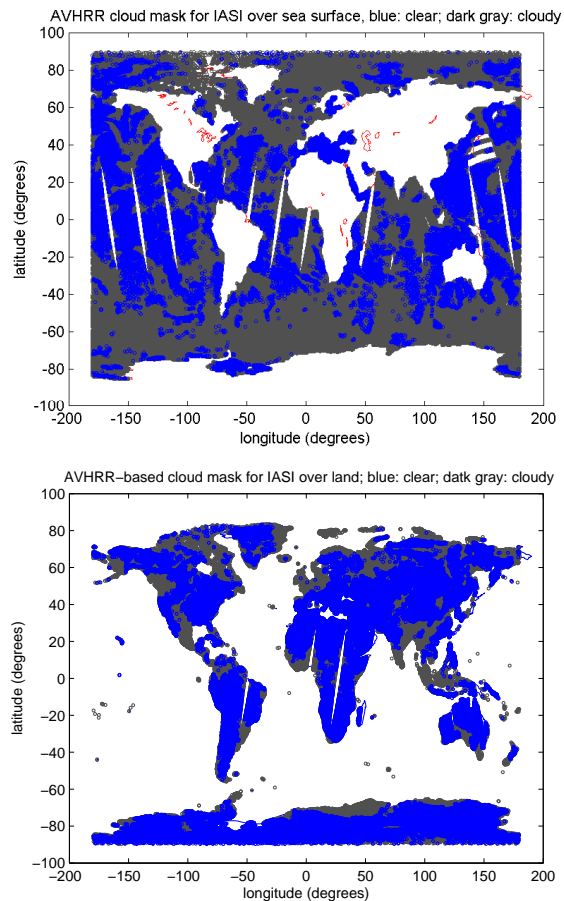 AVHRR cloud mask for IASI over sea surface, blue: clear; dark gray: cloudy
100
80
60
40
20
0
-20
-40
-60
-80
-100
latitude (degrees)
-200 -150 -100 -50 0 50 100 150 200
longitude (degrees)
AVHRR−based cloud mask for IASI over land; blue: clear; datk gray: cloudy
100
80
60
40
20
0
−20
−40
−60
−80
−100
latitude (degrees)
−200 −150 −100 −50 0 50 100 150 200
longitude (degrees)